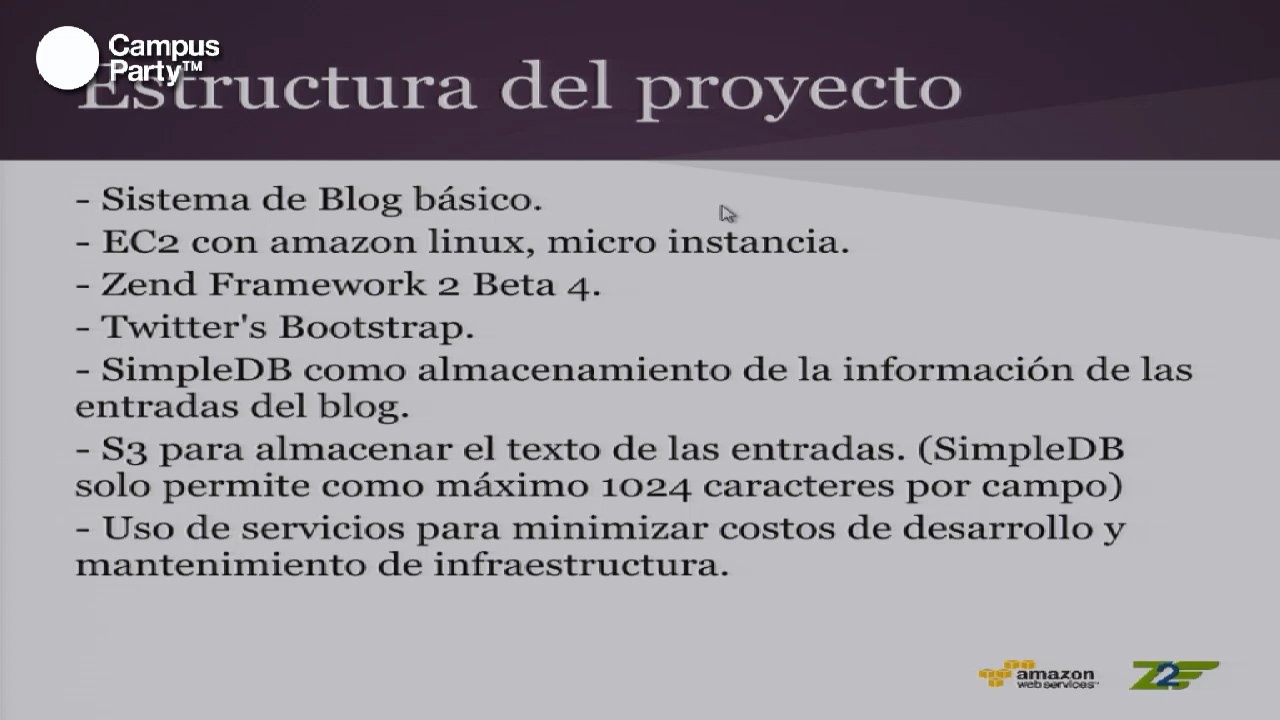 Campus
Party™
Estructura del proyecto
- Sistema de Blog básico.
- EC2 con amazon linux, micro instancia.
- Zend Framework 2 Beta 4.
- Twitter's Bootstrap.
- SimpleDB como almacenamiento de la información de las
entradas del blog.
- S3 para almacenar el texto de las entradas. (SimpleDB
solo permite como máximo 1024 caracteres por campo)
- Uso de servicios para minimizar costos de desarrollo y
mantenimiento de infraestructura.
amazon
webservices™
Z2F